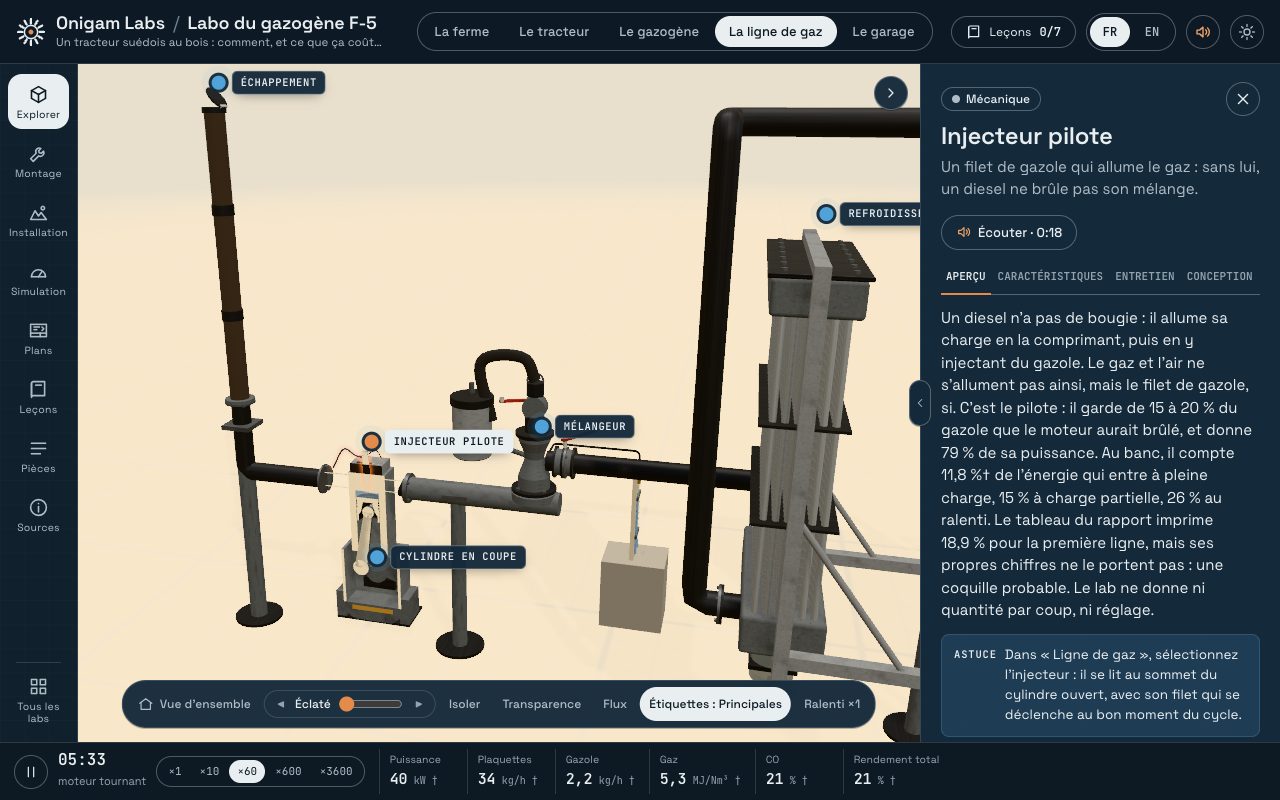 Onigam Labs / Labo du gazogène F-5
Un tracteur suédois au bois : comment, et ce que ça coût…
La ferme
Le tracteur
Le gazogène
La ligne de gaz
Le garage
Leçons 0/7
FR
EN
Explorer
Montage
Installation
Simulation
Plans
Leçons
Pièces
Sources
Tous les
labs
ÉCHAPPEMENT
REFROIDISS
INJECTEUR PILOTE
MÉLANGEUR
CYLINDRE EN COUPE
Vue d'ensemble
◄ Éclaté ►
Isoler
Transparence
Flux
Étiquettes : Principales
Ralenti ×1
Mécanique
Injecteur pilote
Un filet de gazole qui allume le gaz : sans lui,
un diesel ne brûle pas son mélange.
Écouter · 0:18
APERÇU
CARACTÉRISTIQUES
ENTRETIEN
CONCEPTION
Un diesel n'a pas de bougie : il allume sa
charge en la comprimant, puis en y
injectant du gazole. Le gaz et l'air ne
s'allument pas ainsi, mais le filet de gazole,
si. C'est le pilote : il garde de 15 à 20 % du
gazole que le moteur aurait brûlé, et donne
79 % de sa puissance. Au banc, il compte
11,8 %† de l'énergie qui entre à pleine
charge, 15 % à charge partielle, 26 % au
ralenti. Le tableau du rapport imprime
18,9 % pour la première ligne, mais ses
propres chiffres ne le portent pas : une
coquille probable. Le lab ne donne ni
quantité par coup, ni réglage.
ASTUCE Dans « Ligne de gaz », sélectionnez
l'injecteur : il se lit au sommet du
cylindre ouvert, avec son filet qui se
déclenche au bon moment du cycle.
05:33
moteur tournant
×1
×10
×60
×600
×3600
Puissance
40 kW †
Plaquettes
34 kg/h †
Gazole
2,2 kg/h †
Gaz
5,3 MJ/Nm³ †
CO
21 % †
Rendement total
21 % †